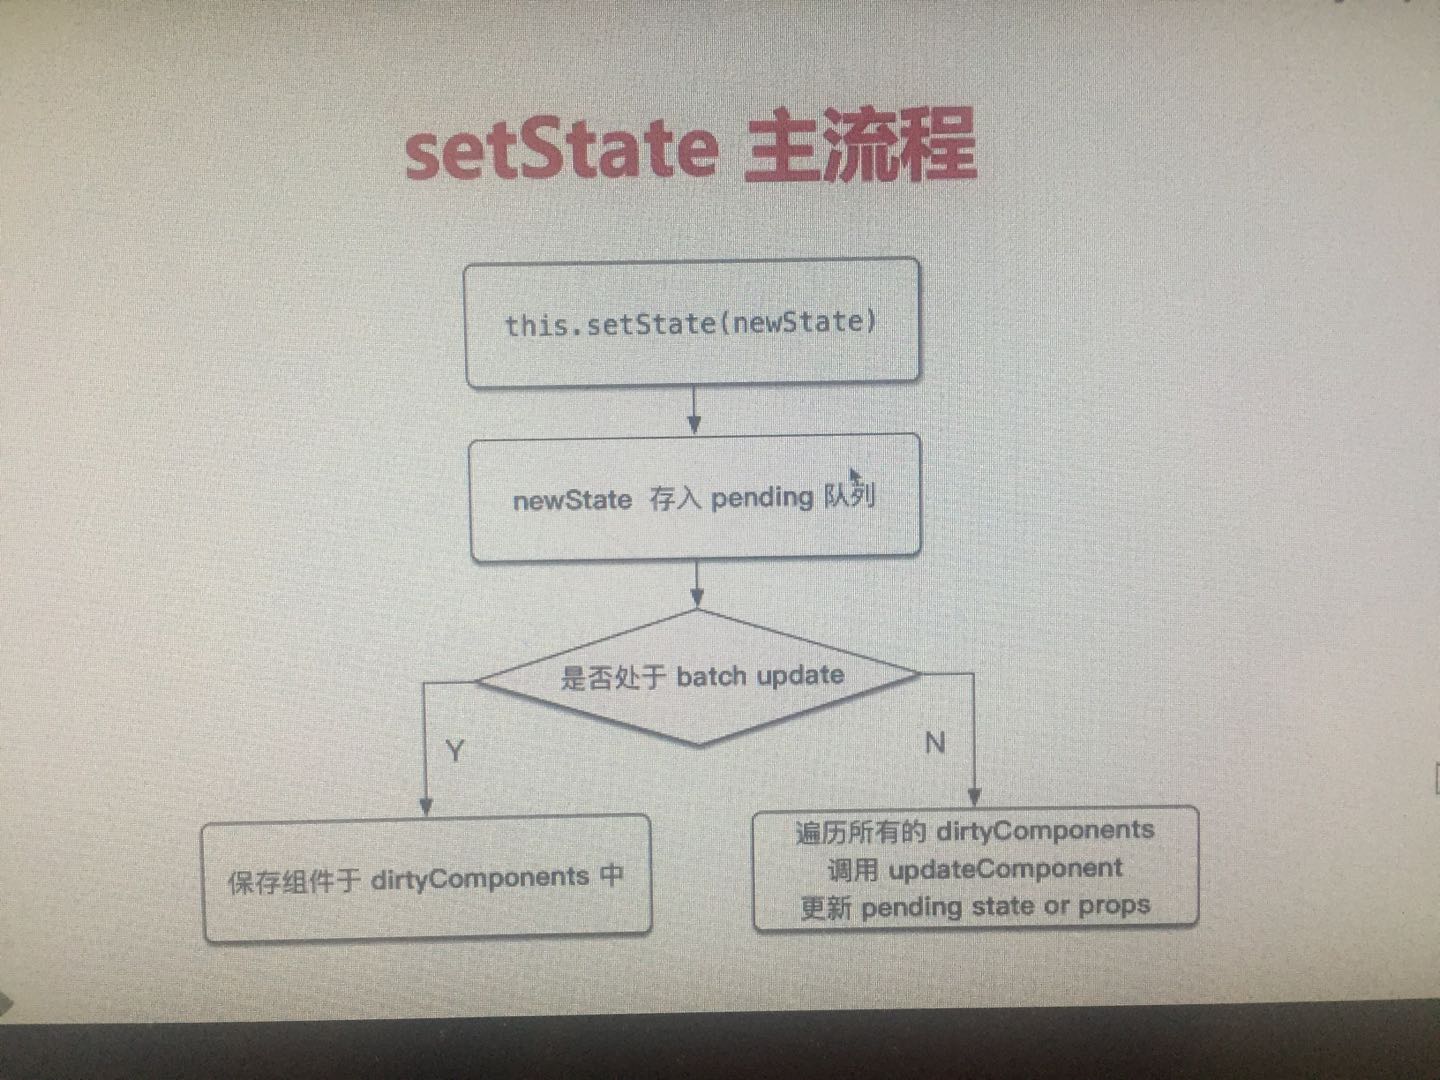 setState 主流程
this.setState(newState)
newState 存入 pending 队列
是否处于 batch update
Y
N
保存组件于 dirtyComponents 中
遍历所有的 dirtyComponents
调用 updateComponent
更新 pending state or props